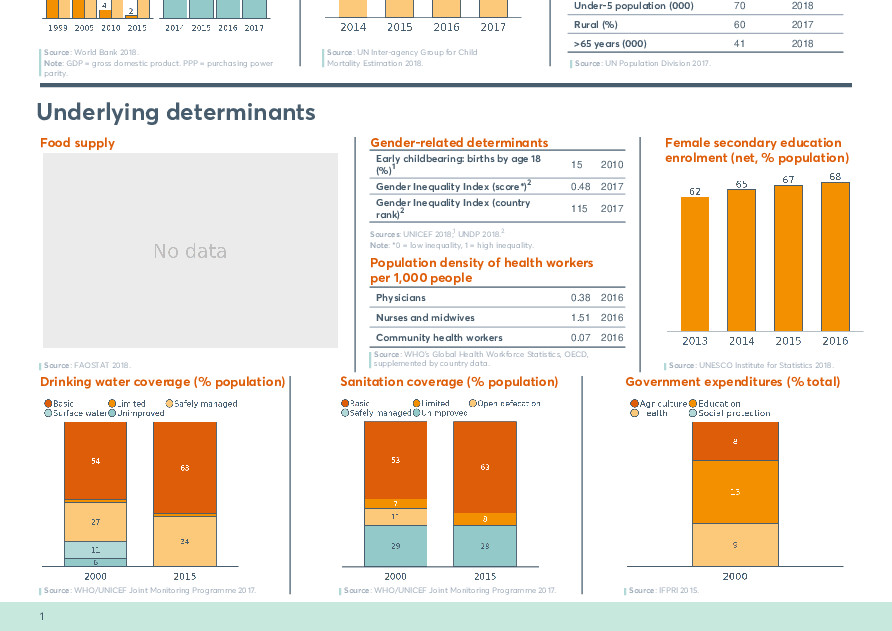 4
2
1999 2005 2010 2015
2014 2015 2016 2017
2014 2015 2016 2017
Under-5 population (000) 70 2018
Rural (%) 60 2017
>65 years (000) 41 2018
Source: World Bank 2018.
Note: GDP = gross domestic product. PPP = purchasing power
parity.
Source: UN Inter-agency Group for Child
Mortality Estimation 2018.
Source: UN Population Division 2017.
Underlying determinants
Food supply
No data
Source: FAOSTAT 2018.
Gender-related determinants
Early childbearing: births by age 18
(%)1 15 2010
Gender Inequality Index (score*)2 0.48 2017
Gender Inequality Index (country
rank)2 115 2017
Sources: UNICEF 2018,1 UNDP 2018.2
Note: *0 = low inequality, 1 = high inequality.
Population density of health workers
per 1,000 people
Physicians 0.38 2016
Nurses and midwives 1.51 2016
Community health workers 0.07 2016
Source: WHO's Global Health Workforce Statistics, OECD,
supplemented by country data.
Female secondary education
enrolment (net, % population)
62 65 67 68
2013 2014 2015 2016
Source: UNESCO Institute for Statistics 2018.
Drinking water coverage (% population)
Basic Limited Safely managed
Surface water Unimproved
54
27
11
6
63
34
2000 2015
Source: WHO/UNICEF Joint Monitoring Programme 2017.
Sanitation coverage (% population)
Basic Limited Open defecation
Safely managed Unimproved
53
7
11
29
63
8
28
2000 2015
Source: WHO/UNICEF Joint Monitoring Programme 2017.
Government expenditures (% total)
Agriculture Education
Health Social protection
8
13
9
2000
Source: IFPRI 2015.
1